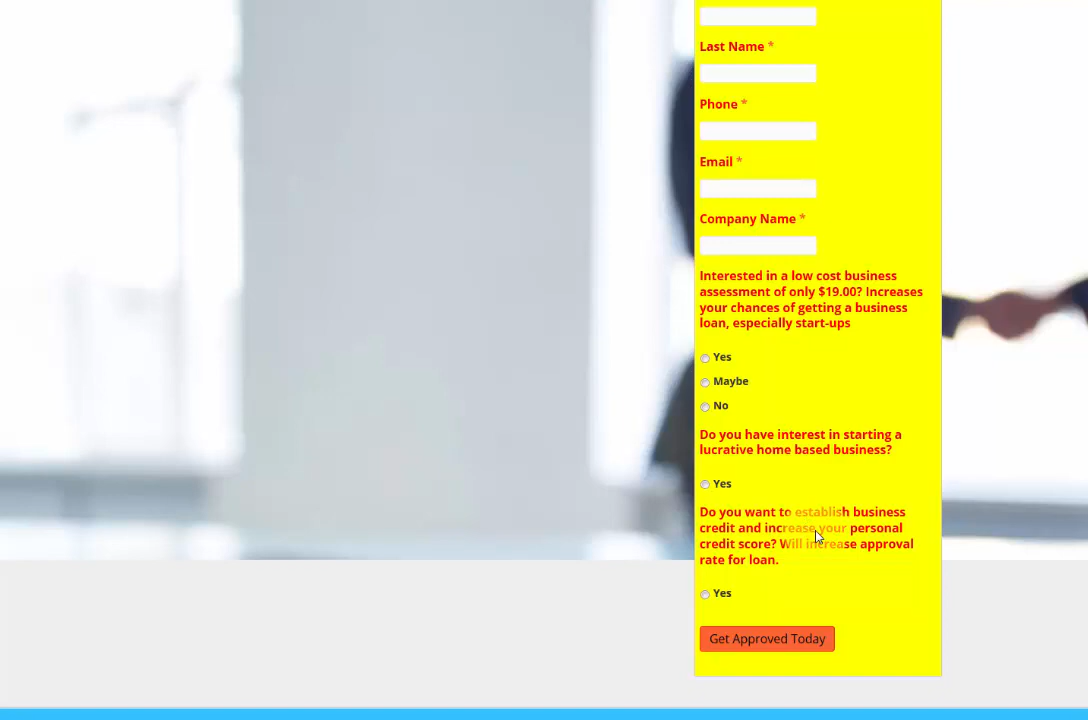 Last Name *
Phone *
Email *
Company Name *
Interested in a low cost business
assessment of only $19.00? Increases
your chances of getting a business
loan, especially start-ups
Yes
Maybe
No
Do you have interest in starting a
lucrative home based business?
Yes
Do you want to establish business
credit and increase your personal
credit score? Will increase approval
rate for loan.
Yes
Get Approved Today